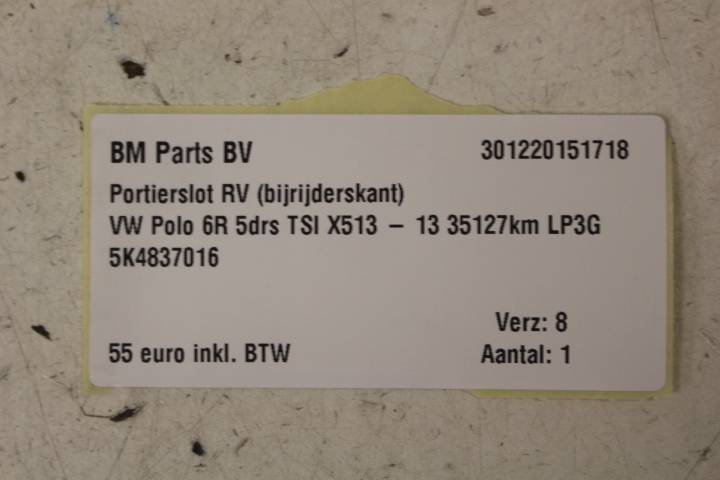 BM Parts BV 301220151718
Portierslot RV (bijrijderskant)
VW Polo 6R 5drs TSI X513 – 13 35127km LP3G
5K4837016
Verz: 8
55 euro inkl. BTW Aantal: 1